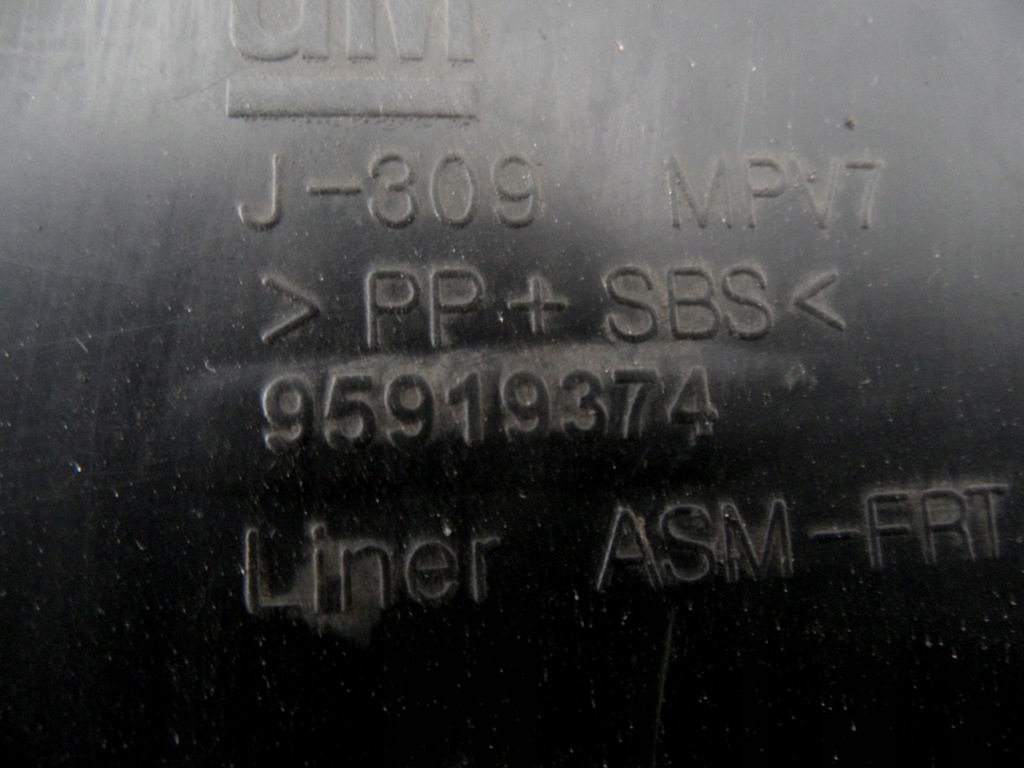 GM
J-309 MPV7
>PP+SBS<
95919374
Liner ASM-FRT